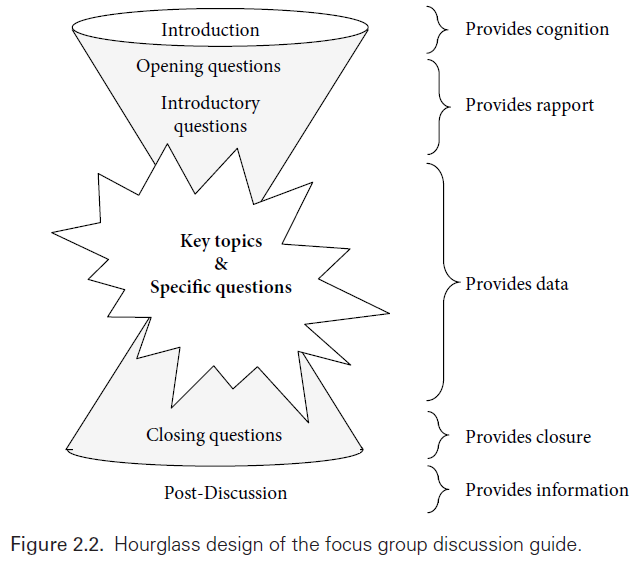 Introduction
Provides cognition
Opening questions
Introductory
questions
Provides rapport
Key topics
&
Specific questions
Provides data
Closing questions
Provides closure
Post-Discussion
Provides information
Figure 2.2. Hourglass design of the focus group discussion guide.